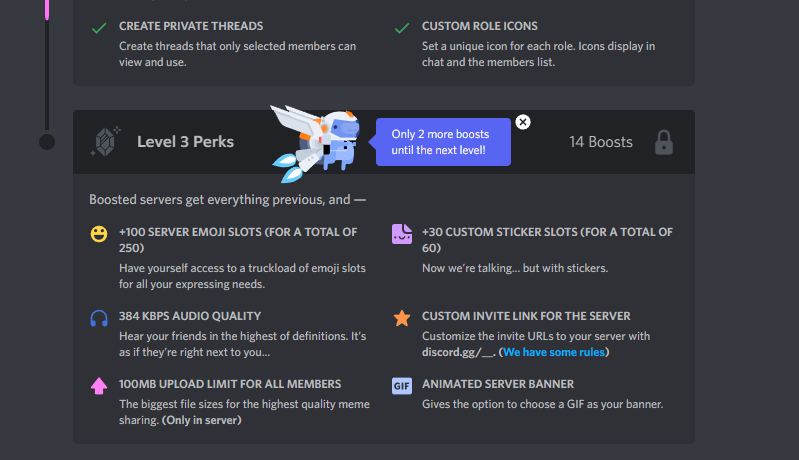 CREATE PRIVATE THREADS
Create threads that only selected members can
view and use.
CUSTOM ROLE ICONS
Set a unique icon for each role. Icons display in
chat and the members list.
Level 3 Perks
Only 2 more boosts
until the next level!
14 Boosts
Boosted servers get everything previous, and —
+100 SERVER EMOJI SLOTS (FOR A TOTAL OF
250)
Have yourself access to a truckload of emoji slots
for all your expressing needs.
+30 CUSTOM STICKER SLOTS (FOR A TOTAL OF
60)
Now we're talking... but with stickers.
384 KBPS AUDIO QUALITY
Hear your friends in the highest of definitions. It's
as if they're right next to you...
CUSTOM INVITE LINK FOR THE SERVER
Customize the invite URLs to your server with
discord.gg/__. (We have some rules)
100MB UPLOAD LIMIT FOR ALL MEMBERS
The biggest file sizes for the highest quality meme
sharing. (Only in server)
GIF
ANIMATED SERVER BANNER
Gives the option to choose a GIF as your banner.